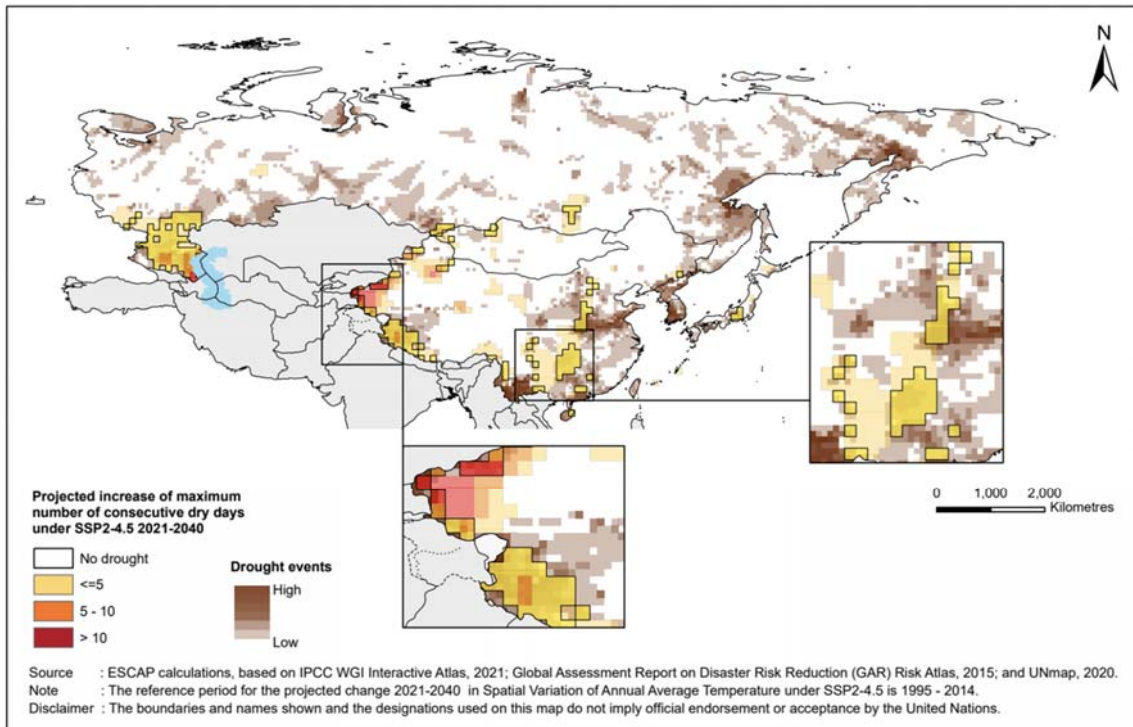 N
0 1,000 2,000
Kilometres
Projected increase of maximum
number of consecutive dry days
under SSP2-4.5 2021-2040
No drought
<=5
5 - 10
> 10
Drought events
High
Low
Source : ESCAP calculations, based on IPCC WGI Interactive Atlas, 2021; Global Assessment Report on Disaster Risk Reduction (GAR) Risk Atlas, 2015; and UNmap, 2020.
Note : The reference period for the projected change 2021-2040 in Spatial Variation of Annual Average Temperature under SSP2-4.5 is 1995 - 2014.
Disclaimer : The boundaries and names shown and the designations used on this map do not imply official endorsement or acceptance by the United Nations.